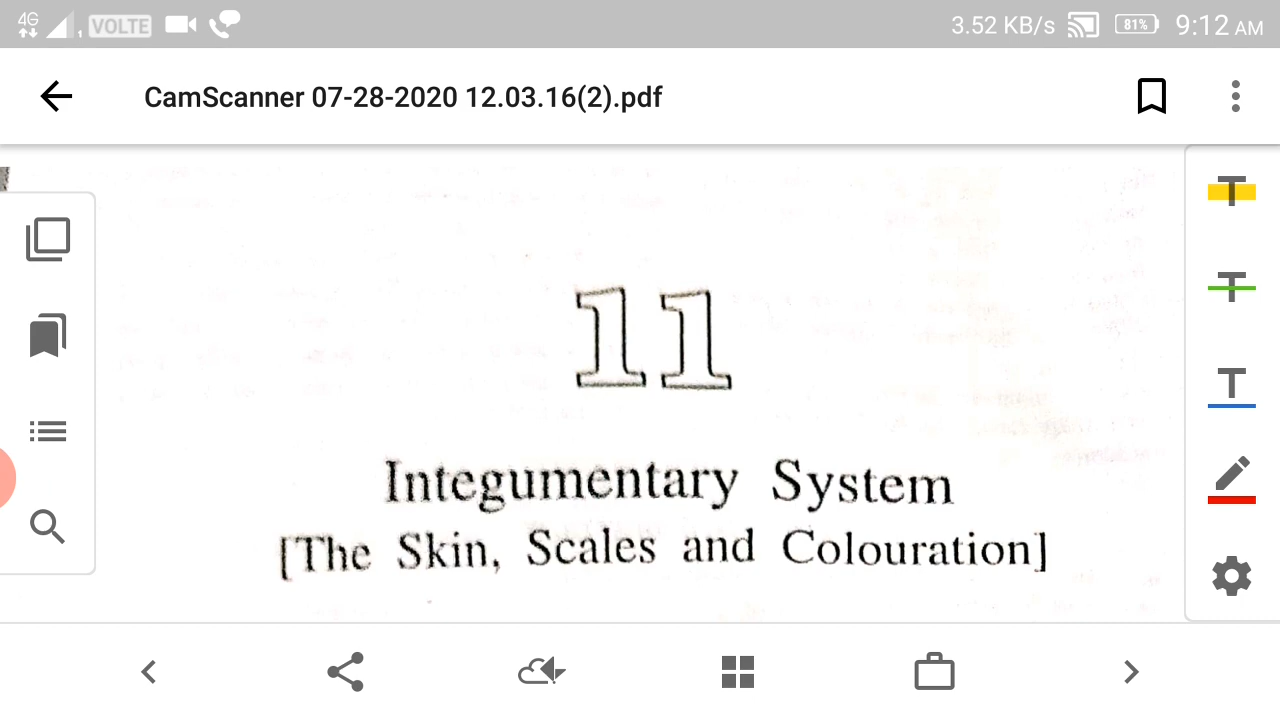 4G VOLTE 3.52 KB/s 81% 9:12 AM
CamScanner 07-28-2020 12.03.16(2).pdf
11
Integumentary System
[The Skin, Scales and Colouration]